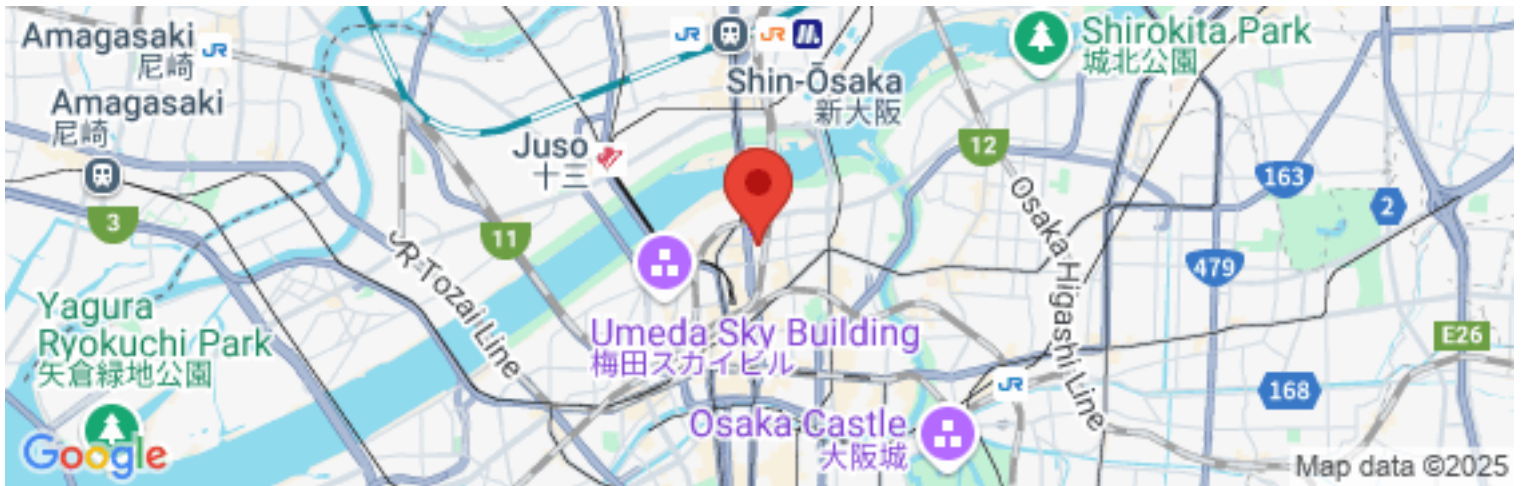 Amagasaki
尼崎
JR
Amagasaki
尼崎
3
JR
JR
Shin-Ōsaka
新大阪
Juso
十三
11
Shirokita Park
城北公園
12
163
2
479
Osaka Higashi Line
JR Tozai Line
Yagura
Ryokuchi Park
矢倉緑地公園
Umeda Sky Building
梅田スカイビル
E26
JR
168
Osaka Castle
大阪城
Google
Map data ©2025